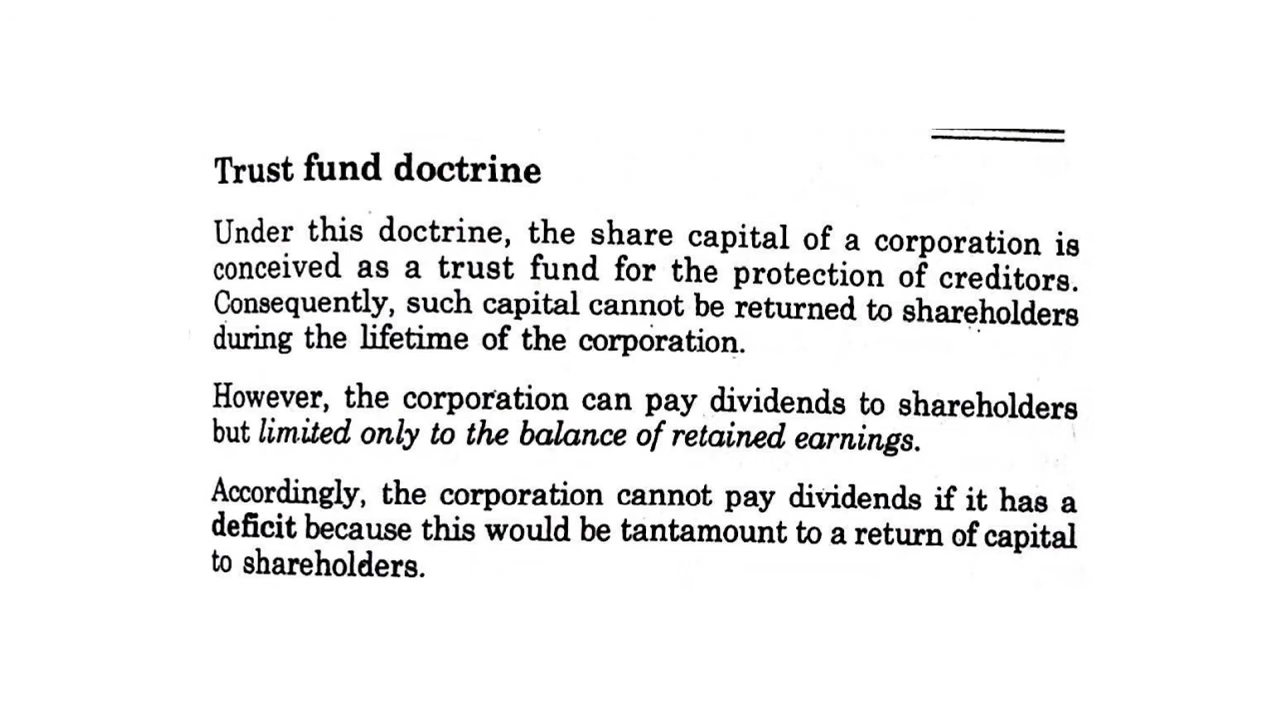 Trust fund doctrine
Under this doctrine, the share capital of a corporation is
conceived as a trust fund for the protection of creditors.
Consequently, such capital cannot be returned to shareholders
during the lifetime of the corporation.
However, the corporation can pay dividends to shareholders
but limited only to the balance of retained earnings.
Accordingly, the corporation cannot pay dividends if it has a
deficit because this would be tantamount to a return of capital
to shareholders.